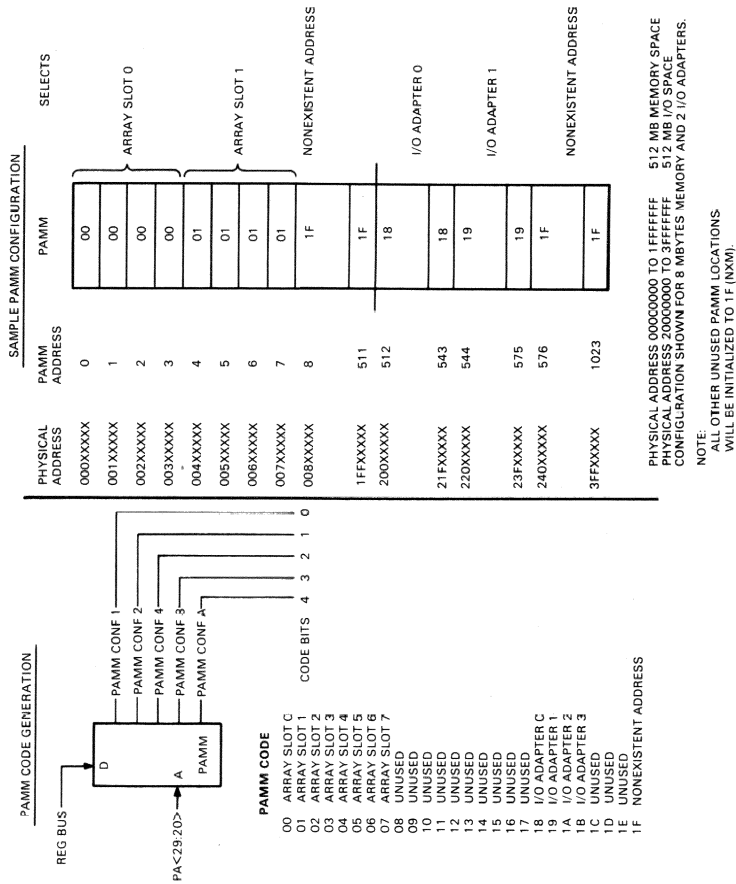 PAMM CODE GENERATION
REG BUS
D
A
PAMM
PA<29:20>
PAMM CONF 1
PAMM CONF 2
PAMM CONF 4
PAMM CONF 8
PAMM CONF A
CODE BITS 4 3 2 1 0
PAMM CODE
00 ARRAY SLOT 0
01 ARRAY SLOT 1
02 ARRAY SLOT 2
03 ARRAY SLOT 3
04 ARRAY SLOT 4
05 ARRAY SLOT 5
06 ARRAY SLOT 6
07 ARRAY SLOT 7
08 UNUSED
09 UNUSED
10 UNUSED
11 UNUSED
12 UNUSED
13 UNUSED
14 UNUSED
15 UNUSED
16 UNUSED
17 UNUSED
18 I/O ADAPTER 0
19 I/O ADAPTER 1
1A I/O ADAPTER 2
1B I/O ADAPTER 3
1C UNUSED
1D UNUSED
1E UNUSED
1F NONEXISTENT ADDRESS
SAMPLE PAMM CONFIGURATION
PHYSICAL ADDRESS PAMM ADDRESS PAMM SELECTS
000XXXXX 0 00
001XXXXX 1 00
002XXXXX 2 00
003XXXXX 3 00
ARRAY SLOT 0
004XXXXX 4 01
005XXXXX 5 01
006XXXXX 6 01
007XXXXX 7 01
ARRAY SLOT 1
008XXXXX 8 1F NONEXISTENT ADDRESS
1FFXXXXX 511 1F
200XXXXX 512 18
I/O ADAPTER 0
21FXXXXX 543 18
220XXXXX 544 19
I/O ADAPTER 1
23FXXXXX 575 19
240XXXXX 576 1F
NONEXISTENT ADDRESS
3FFXXXXX 1023 1F
PHYSICAL ADDRESS 00000000 TO 1FFFFFFF 512 MB MEMORY SPACE
PHYSICAL ADDRESS 20000000 TO 3FFFFFFF 512 MB I/O SPACE
CONFIGURATION SHOWN FOR 8 MBYTES MEMORY AND 2 I/O ADAPTERS.
NOTE:
ALL OTHER UNUSED PAMM LOCATIONS
WILL BE INITIALIZED TO 1F (NXM).